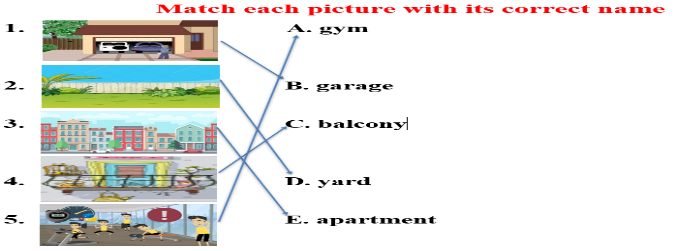 Match each picture with its correct name
1. A. gym
2. B. garage
3. C. balcony
4. D. yard
5. E. apartment